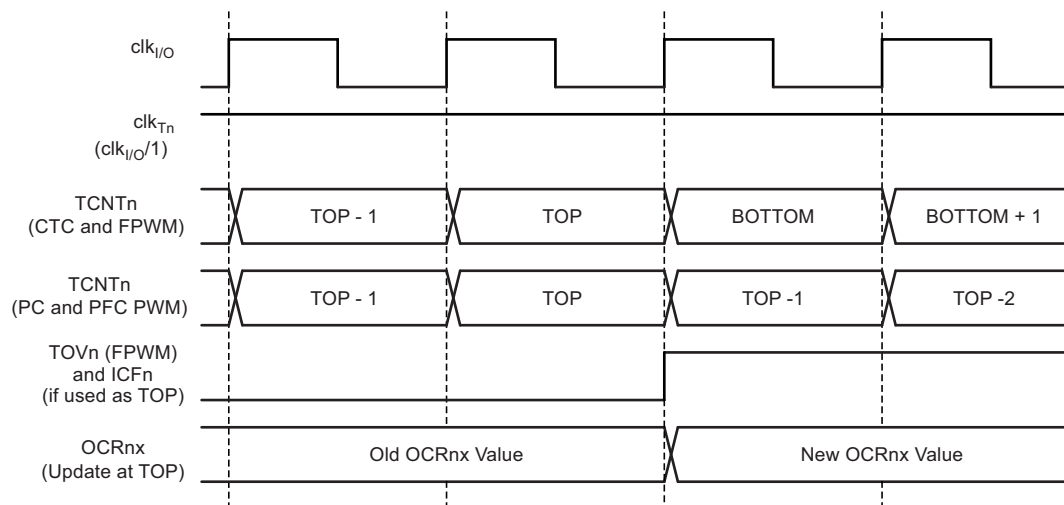 clkI/O
clkTn
(clkI/O/1)
TCNTn
(CTC and FPWM)
TOP - 1
TOP
BOTTOM
BOTTOM + 1
TCNTn
(PC and PFC PWM)
TOP - 1
TOP
TOP -1
TOP -2
TOVn (FPWM)
and ICFn
(if used as TOP)
OCRnx
(Update at TOP)
Old OCRnx Value
New OCRnx Value